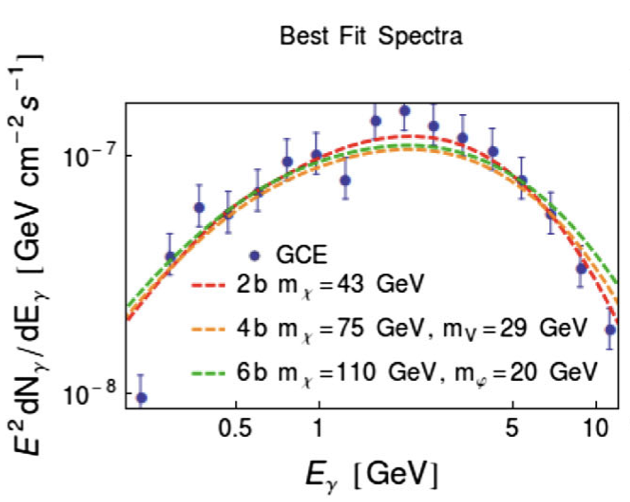 Best Fit Spectra
E² dNγ/dEγ [GeV cm⁻² s⁻¹]
10⁻⁷
10⁻⁸
GCE
2b mχ=43 GeV
4b mχ=75 GeV, mV=29 GeV
6b mχ=110 GeV, mφ=20 GeV
0.5 1 5 10
Eγ [GeV]